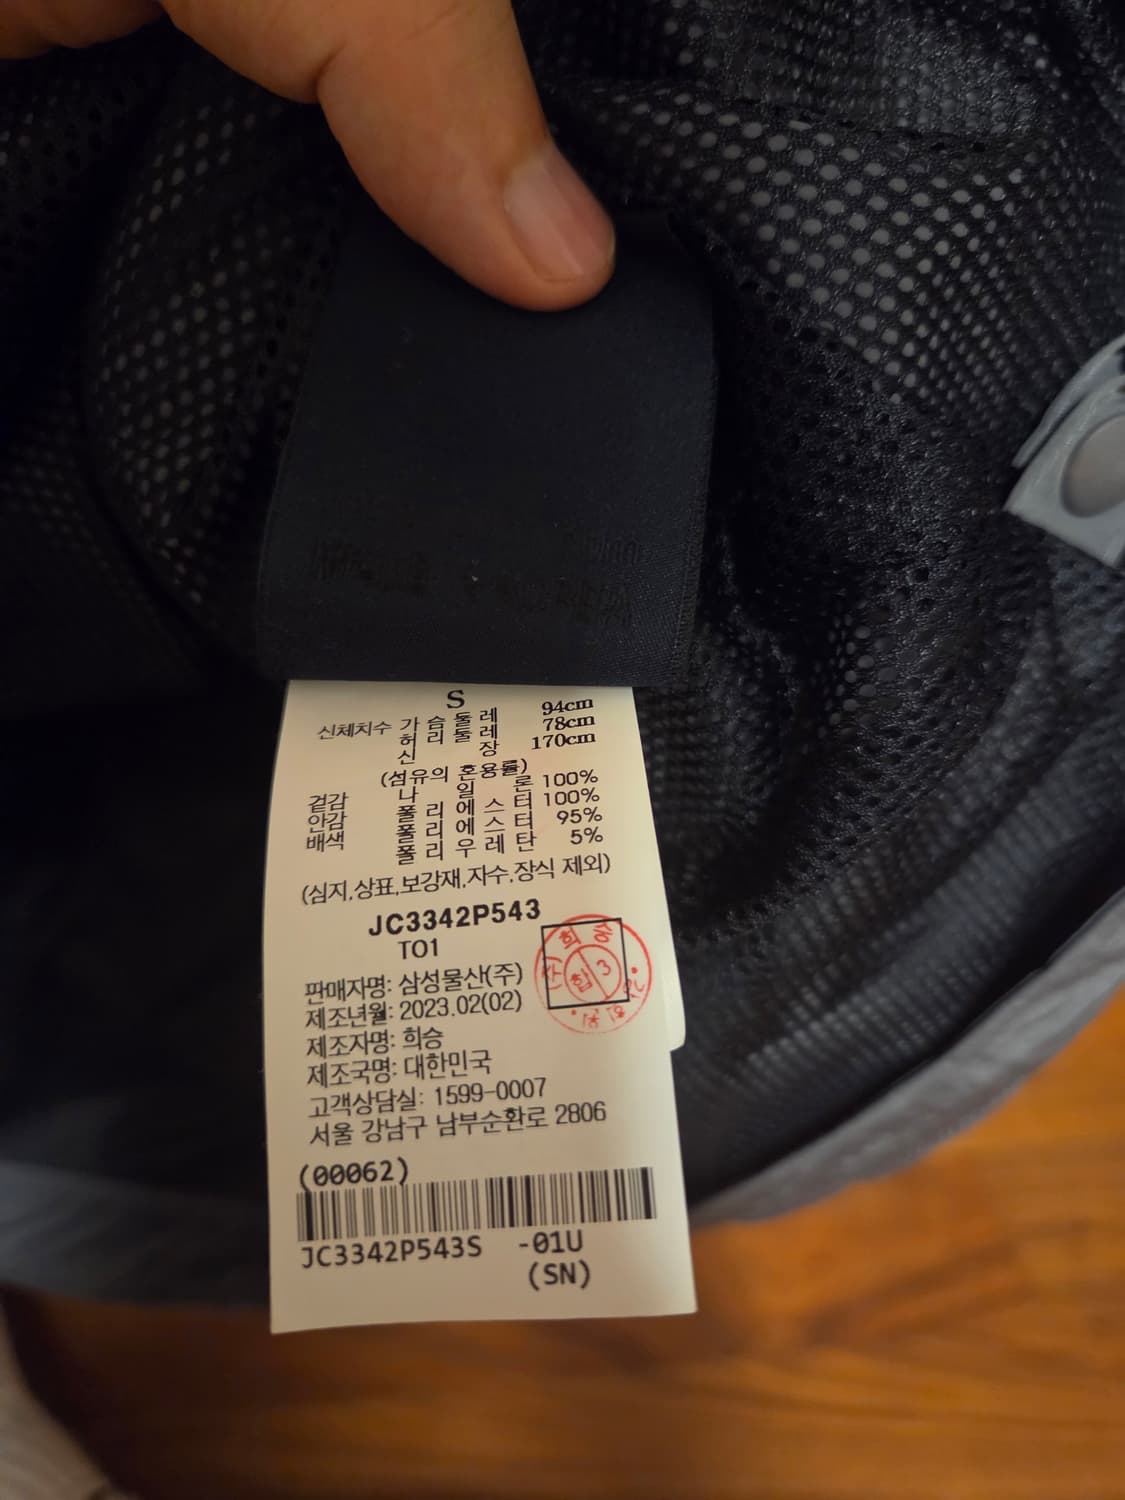 S
신체치수 가슴둘레 94cm
허리둘레 78cm
신장 170cm
(섬유의 혼용률)
겉감 나일론 100%
안감 폴리에스터 100%
배색 폴리에스터 95%
폴리우레탄 5%
(심지,상표,보강재,자수,장식 제외)
JC3342P543
TO1
판매자명: 삼성물산(주)
제조년월: 2023.02(02)
제조자명: 희승
제조국명: 대한민국
고객상담실: 1599-0007
서울 강남구 남부순환로 2806
(주)희승
합 3
(00062)
JC3342P543S -01U
(SN)